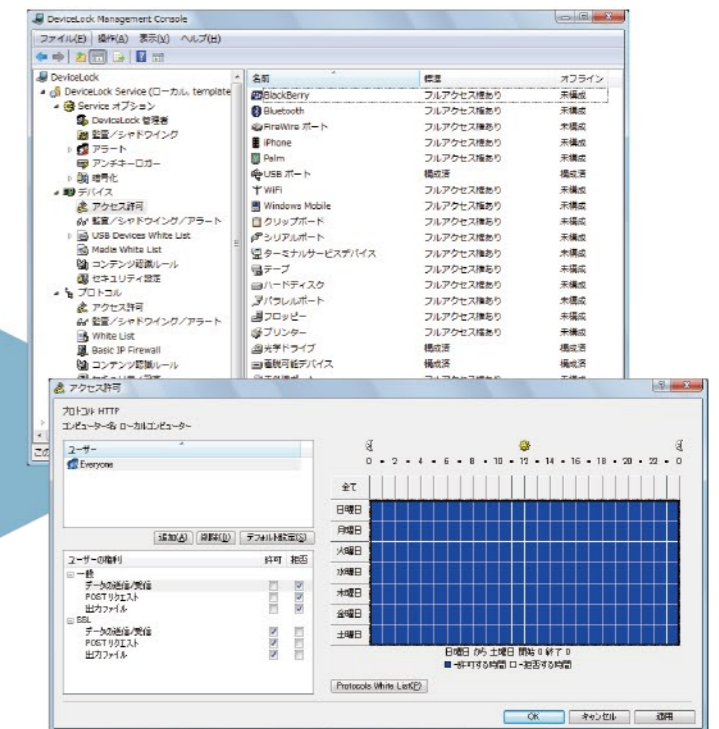 DeviceLock Management Console
ファイル(F) 操作(A) 表示(V) ヘルプ(H)
DeviceLock
DeviceLock Service (ローカル, template
Service オプション
DeviceLock 管理者
監査／シャドウイング
アラート
アンチキーロガー
暗号化
デバイス
アクセス許可
監査／シャドウイング／アラート
USB Devices White List
Media White List
コンテンツ認識ルール
セキュリティ設定
プロトコル
アクセス許可
監査／シャドウイング／アラート
White List
Basic IP Firewall
コンテンツ認識ルール
名前 標準 オフライン
BlackBerry フルアクセス権あり 未構成
Bluetooth フルアクセス権あり 未構成
FireWire ポート フルアクセス権あり 未構成
iPhone フルアクセス権あり 未構成
Palm フルアクセス権あり 未構成
USB ポート 構成済 構成済
WiFi フルアクセス権あり 未構成
Windows Mobile フルアクセス権あり 未構成
クリップボード フルアクセス権あり 未構成
シリアルポート フルアクセス権あり 未構成
ターミナルサービスデバイス フルアクセス権あり 未構成
テープ フルアクセス権あり 未構成
ハードディスク フルアクセス権あり 未構成
パラレルポート フルアクセス権あり 未構成
フロッピー フルアクセス権あり 未構成
プリンター フルアクセス権あり 未構成
光学ドライブ 構成済 構成済
着脱可能デバイス 構成済 構成済
この
アクセス許可
プロトコル HTTP
コンピューター名 ローカルコンピューター
ユーザー
Everyone
追加(A) 削除(D) デフォルト設定(S)
ユーザーの権利 許可 拒否
一般
データの送信/受信
POSTリクエスト
出力ファイル
SSL
データの送信/受信
POSTリクエスト
出力ファイル
0 - 2 - 4 - 6 - 8 - 10 - 12 - 14 - 16 - 18 - 20 - 22 - 0
全て
日曜日
月曜日
火曜日
水曜日
木曜日
金曜日
土曜日
日曜日 から 土曜日 開始 0 終了 0
-許可する時間 -拒否する時間
Protocols White List(P)
OK キャンセル 適用